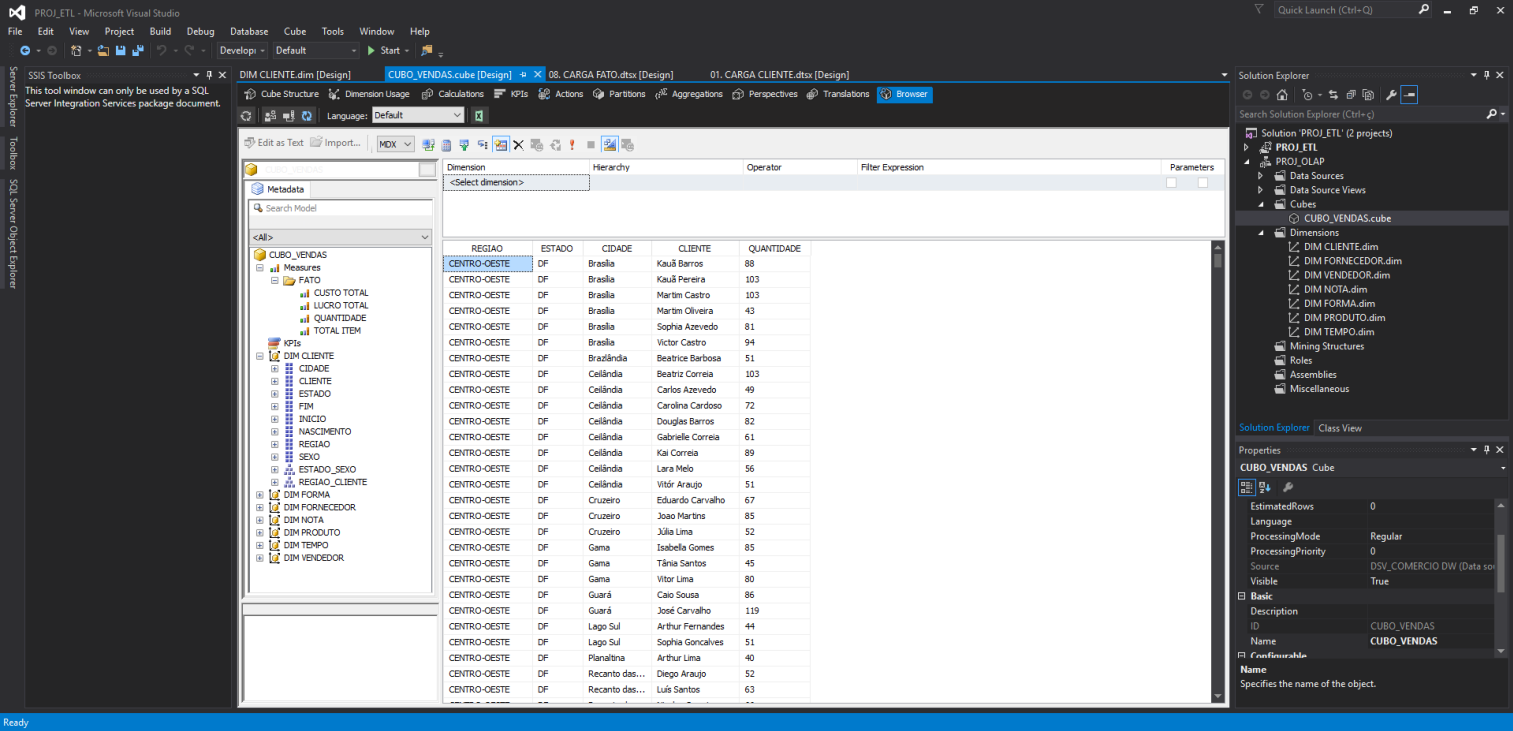 PROJ_ETL - Microsoft Visual Studio
Quick Launch (Ctrl+Q)
File Edit View Project Build Debug Database Cube Tools Window Help
Developi Default Start
Server Explorer
Toolbox
SQL Server Object Explorer
SSIS Toolbox
This tool window can only be used by a SQL
Server Integration Services package document.
DIM CLIENTE.dim [Design] CUBO_VENDAS.cube [Design] 08. CARGA FATO.dtsx [Design] 01. CARGA CLIENTE.dtsx [Design]
Cube Structure Dimension Usage Calculations KPIs Actions Partitions Aggregations Perspectives Translations Browser
Language: Default
Edit as Text Import... MDX
CUBO_VENDAS
Metadata
Search Model
<All>
CUBO_VENDAS
Measures
FATO
CUSTO TOTAL
LUCRO TOTAL
QUANTIDADE
TOTAL ITEM
KPIs
DIM CLIENTE
CIDADE
CLIENTE
ESTADO
FIM
INICIO
NASCIMENTO
REGIAO
SEXO
ESTADO_SEXO
REGIAO_CLIENTE
DIM FORMA
DIM FORNECEDOR
DIM NOTA
DIM PRODUTO
DIM TEMPO
DIM VENDEDOR
Dimension Hierarchy Operator Filter Expression Parameters
<Select dimension>
REGIAO ESTADO CIDADE CLIENTE QUANTIDADE
CENTRO-OESTE DF Brasília Kauã Barros 88
CENTRO-OESTE DF Brasília Kauã Pereira 103
CENTRO-OESTE DF Brasília Martim Castro 103
CENTRO-OESTE DF Brasília Martim Oliveira 43
CENTRO-OESTE DF Brasília Sophia Azevedo 81
CENTRO-OESTE DF Brasília Victor Castro 94
CENTRO-OESTE DF Brazlândia Beatrice Barbosa 51
CENTRO-OESTE DF Ceilândia Beatriz Correia 103
CENTRO-OESTE DF Ceilândia Carlos Azevedo 49
CENTRO-OESTE DF Ceilândia Carolina Cardoso 72
CENTRO-OESTE DF Ceilândia Douglas Barros 82
CENTRO-OESTE DF Ceilândia Gabrielle Correia 61
CENTRO-OESTE DF Ceilândia Kai Correia 89
CENTRO-OESTE DF Ceilândia Lara Melo 56
CENTRO-OESTE DF Ceilândia Vitór Araujo 51
CENTRO-OESTE DF Cruzeiro Eduardo Carvalho 67
CENTRO-OESTE DF Cruzeiro Joao Martins 85
CENTRO-OESTE DF Cruzeiro Júlia Lima 52
CENTRO-OESTE DF Gama Isabella Gomes 85
CENTRO-OESTE DF Gama Tânia Santos 45
CENTRO-OESTE DF Gama Vitor Lima 80
CENTRO-OESTE DF Guará Caio Sousa 86
CENTRO-OESTE DF Guará José Carvalho 119
CENTRO-OESTE DF Lago Sul Arthur Fernandes 44
CENTRO-OESTE DF Lago Sul Sophia Goncalves 51
CENTRO-OESTE DF Planaltina Arthur Lima 40
CENTRO-OESTE DF Recanto das... Diego Araujo 52
CENTRO-OESTE DF Recanto das... Luís Santos 63
Solution Explorer
Search Solution Explorer (Ctrl+ç)
Solution 'PROJ_ETL' (2 projects)
PROJ_ETL
PROJ_OLAP
Data Sources
Data Source Views
Cubes
CUBO_VENDAS.cube
Dimensions
DIM CLIENTE.dim
DIM FORNECEDOR.dim
DIM VENDEDOR.dim
DIM NOTA.dim
DIM FORMA.dim
DIM PRODUTO.dim
DIM TEMPO.dim
Mining Structures
Roles
Assemblies
Miscellaneous
Solution Explorer Class View
Properties
CUBO_VENDAS Cube
EstimatedRows 0
Language
ProcessingMode Regular
ProcessingPriority 0
Source DSV_COMERCIO DW (Data sou
Visible True
Basic
Description
ID CUBO_VENDAS
Name CUBO_VENDAS
Configurable
Name
Specifies the name of the object.
Ready